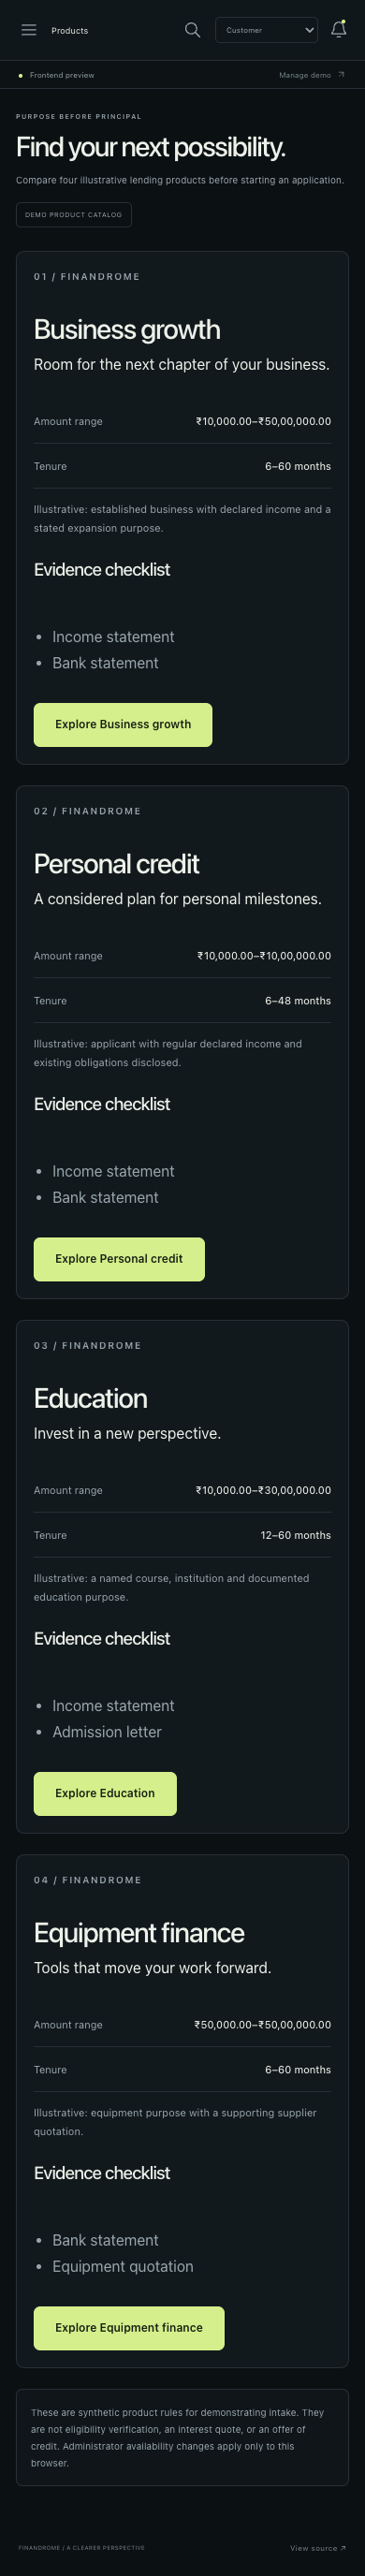 Products
Customer
Frontend preview
Manage demo ↗
PURPOSE BEFORE PRINCIPAL
Find your next possibility.
Compare four illustrative lending products before starting an application.
DEMO PRODUCT CATALOG
01 / FINANDROME
Business growth
Room for the next chapter of your business.
Amount range ₹10,000.00–₹50,00,000.00
Tenure 6–60 months
Illustrative: established business with declared income and a
stated expansion purpose.
Evidence checklist
• Income statement
• Bank statement
Explore Business growth
02 / FINANDROME
Personal credit
A considered plan for personal milestones.
Amount range ₹10,000.00–₹10,00,000.00
Tenure 6–48 months
Illustrative: applicant with regular declared income and
existing obligations disclosed.
Evidence checklist
• Income statement
• Bank statement
Explore Personal credit
03 / FINANDROME
Education
Invest in a new perspective.
Amount range ₹10,000.00–₹30,00,000.00
Tenure 12–60 months
Illustrative: a named course, institution and documented
education purpose.
Evidence checklist
• Income statement
• Admission letter
Explore Education
04 / FINANDROME
Equipment finance
Tools that move your work forward.
Amount range ₹50,000.00–₹50,00,000.00
Tenure 6–60 months
Illustrative: equipment purpose with a supporting supplier
quotation.
Evidence checklist
• Bank statement
• Equipment quotation
Explore Equipment finance
These are synthetic product rules for demonstrating intake. They
are not eligibility verification, an interest quote, or an offer of
credit. Administrator availability changes apply only to this
browser.
FINANDROME / A CLEARER PERSPECTIVE
View source ↗